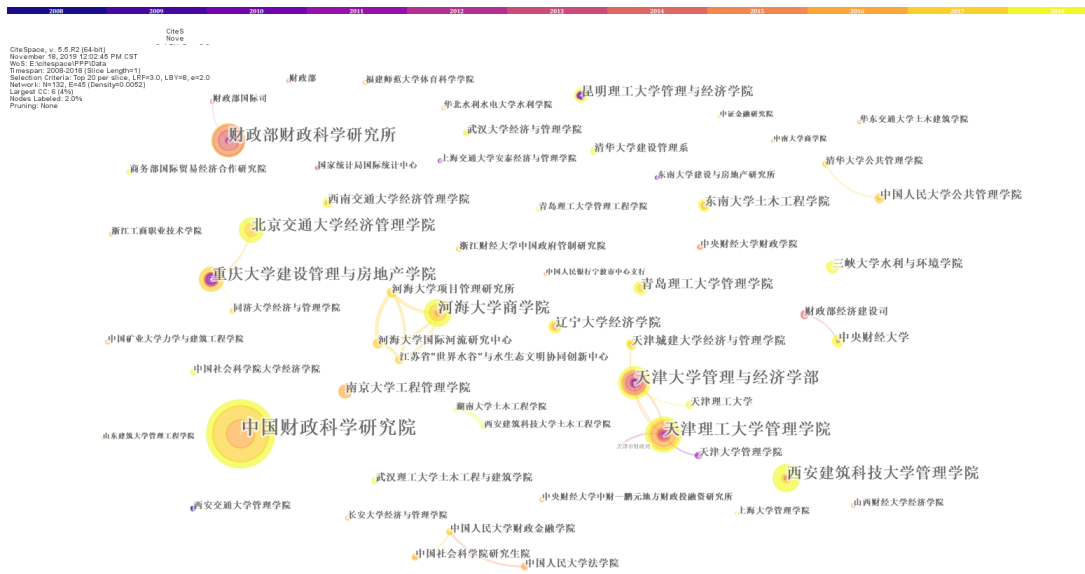 2008 2009 2010 2011 2012 2013 2014 2015 2016 2017 2018
CiteS
Nove
CiteSpace, v. 5.5.R2 (64-bit)
November 18, 2019 12:02:45 PM CST
WoS: E:\citespace\PPP\Data
Timespan: 2008-2018 (Slice Length=1)
Selection Criteria: Top 20 per slice, LRF=3.0, LBY=8, e=2.0
Network: N=132, E=45 (Density=0.0052)
Largest CC: 6 (4%)
Nodes Labeled: 2.0%
Pruning: None
财政部
福建师范大学体育科学学院
昆明理工大学管理与经济学院
财政部国际司
华北水利水电大学水利学院
中证金融研究院
华东交通大学土木建筑学院
财政部财政科学研究所
武汉大学经济与管理学院
中南大学商学院
清华大学建设管理系
上海交通大学安泰经济与管理学院
清华大学公共管理学院
商务部国际贸易经济合作研究院
国家统计局国际统计中心
东南大学建设与房地产研究所
中国人民大学公共管理学院
西南交通大学经济管理学院
青岛理工大学管理工程学院
东南大学土木工程学院
北京交通大学经济管理学院
浙江工商职业技术学院
浙江财经大学中国政府管制研究院
中央财经大学财政学院
三峡大学水利与环境学院
重庆大学建设管理与房地产学院
中国人民银行宁波市中心支行
河海大学项目管理研究所
青岛理工大学管理学院
同济大学经济与管理学院
河海大学商学院
财政部经济建设司
辽宁大学经济学院
中国矿业大学力学与建筑工程学院
河海大学国际河流研究中心
天津城建大学经济与管理学院
中央财经大学
江苏省"世界水谷"与水生态文明协同创新中心
中国社会科学院大学经济学院
天津大学管理与经济学部
南京大学工程管理学院
天津理工大学
湖南大学土木工程学院
中国财政科学研究院
西安建筑科技大学土木工程学院
天津理工大学管理学院
山东建筑大学管理工程学院
天津市财政局
天津大学管理学院
西安建筑科技大学管理学院
武汉理工大学土木工程与建筑学院
中央财经大学中财—鹏元地方财政投融资研究所
西安交通大学管理学院
山西财经大学经济学院
长安大学经济与管理学院
上海大学管理学院
中国人民大学财政金融学院
中国社会科学院研究生院
中国人民大学法学院